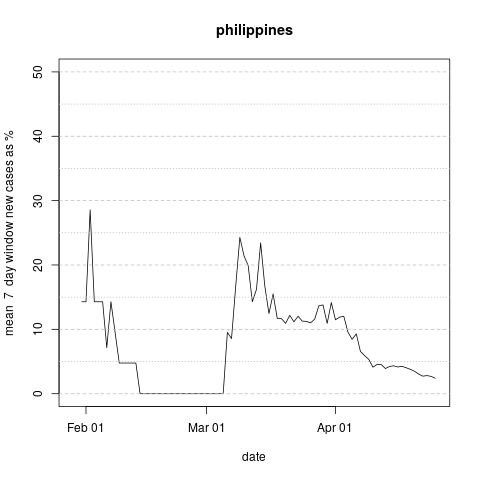 philippines
mean  7  day window new cases as %
50
40
30
20
10
0
Feb 01
Mar 01
Apr 01
date